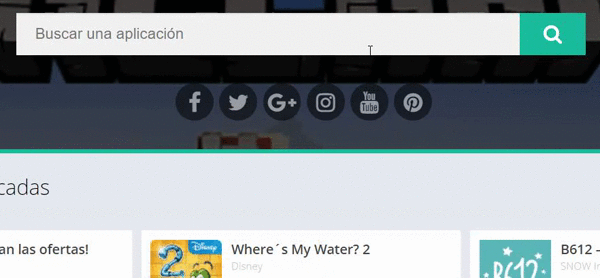 Buscar una aplicación
You
Tube
cadas
an las ofertas!
Disney
2
Where´s My Water? 2
Disney
B612
B612 –
SNOW In